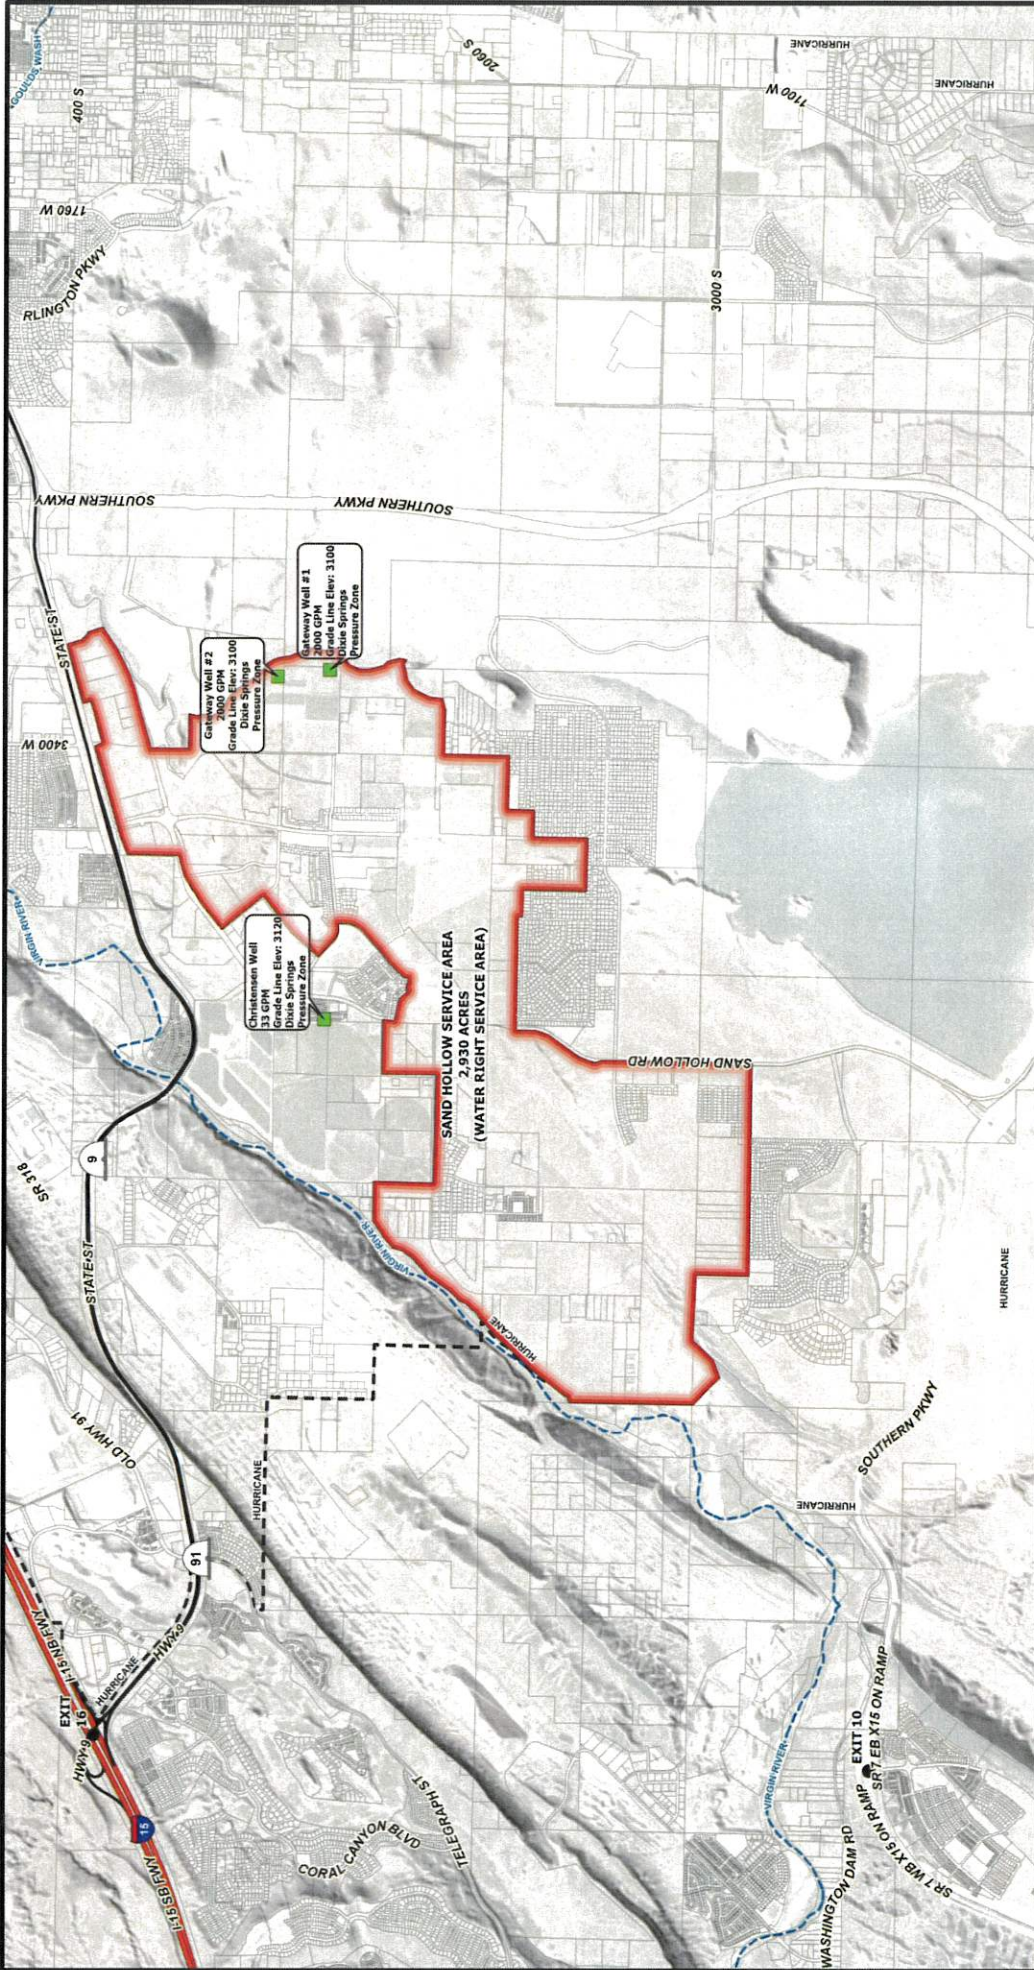 GOULDS WASH
400 S
2060 S
HURRICANE
HURRICANE
1100 W
1760 W
RLINGTON PKWY
3000 S
SOUTHERN PKWY
SOUTHERN PKWY
STATE ST
Gateway Well #1
2000 GPM
Grade Line Elev: 3100
Dixie Springs
Pressure Zone
Gateway Well #2
2000 GPM
Grade Line Elev: 3100
Dixie Springs
Pressure Zone
3400 W
VIRGIN RIVER
Christensen Well
33 GPM
Grade Line Elev: 3120
Dixie Springs
Pressure Zone
SAND HOLLOW SERVICE AREA
2,930 ACRES
(WATER RIGHT SERVICE AREA)
SAND HOLLOW RD
9
SR 318
STATE ST
VIRGIN RIVER
HURRICANE
HURRICANE
OLD HWY 91
HURRICANE
SOUTHERN PKWY
HURRICANE
91
I-15 NB FWY
HURRICANE
HWY 9
EXIT
16
HWY 9
15
I-15 SB FWY
CORAL CANYON BLVD
TELEGRAPH ST
VIRGIN RIVER
EXIT 10
SR 7 EB X15 ON RAMP
SR 7 WB X15 ON RAMP
WASHINGTON DAM RD